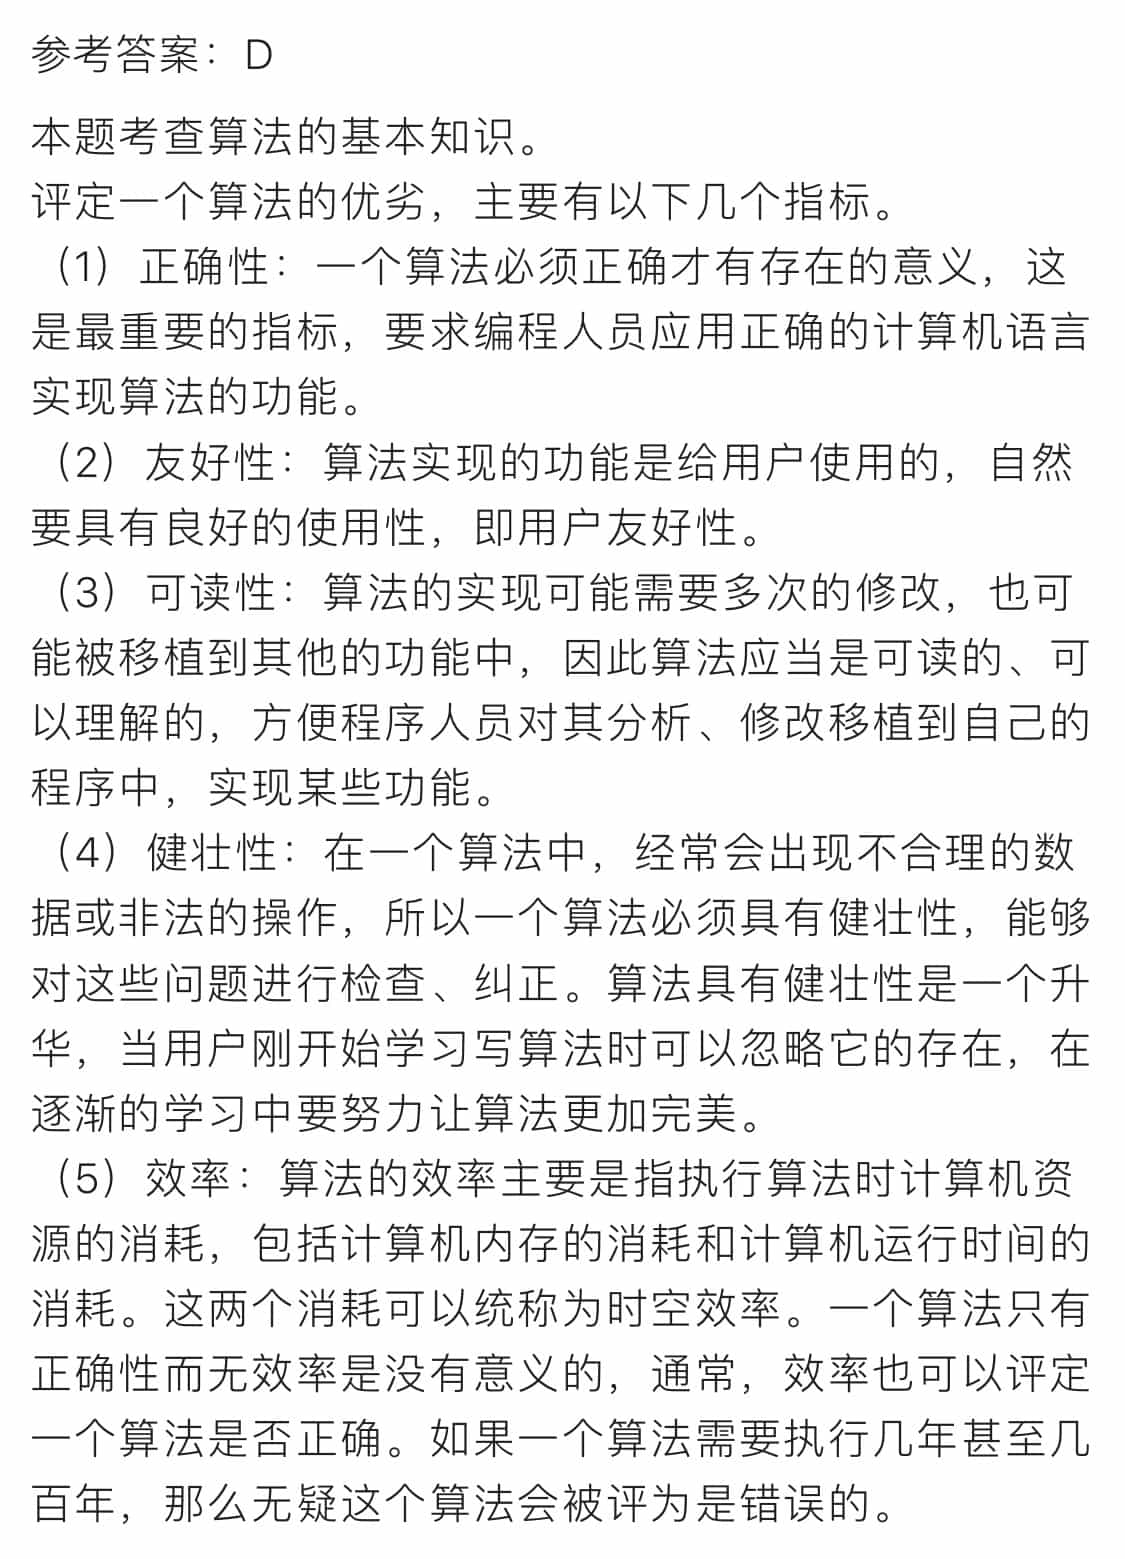 参考答案：D
本题考查算法的基本知识。
评定一个算法的优劣，主要有以下几个指标。
（1）正确性：一个算法必须正确才有存在的意义，这
是最重要的指标，要求编程人员应用正确的计算机语言
实现算法的功能。
（2）友好性：算法实现的功能是给用户使用的，自然
要具有良好的使用性，即用户友好性。
（3）可读性：算法的实现可能需要多次的修改，也可
能被移植到其他的功能中，因此算法应当是可读的、可
以理解的，方便程序人员对其分析、修改移植到自己的
程序中，实现某些功能。
（4）健壮性：在一个算法中，经常会出现不合理的数
据或非法的操作，所以一个算法必须具有健壮性，能够
对这些问题进行检查、纠正。算法具有健壮性是一个升
华，当用户刚开始学习写算法时可以忽略它的存在，在
逐渐的学习中要努力让算法更加完美。
（5）效率：算法的效率主要是指执行算法时计算机资
源的消耗，包括计算机内存的消耗和计算机运行时间的
消耗。这两个消耗可以统称为时空效率。一个算法只有
正确性而无效率是没有意义的，通常，效率也可以评定
一个算法是否正确。如果一个算法需要执行几年甚至几
百年，那么无疑这个算法会被评为是错误的。